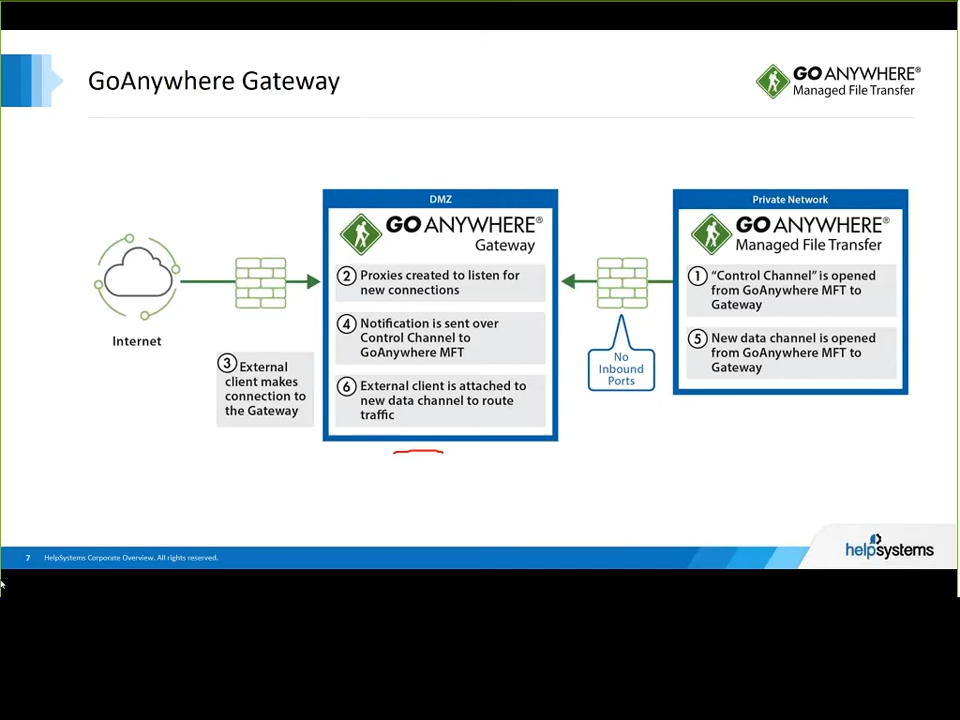 GoAnywhere Gateway
GO ANYWHERE®
Managed File Transfer
Internet
3 External
client makes
connection to
the Gateway
DMZ
GO ANYWHERE®
Gateway
2 Proxies created to listen for
new connections
4 Notification is sent over
Control Channel to
GoAnywhere MFT
6 External client is attached to
new data channel to route
traffic
No
Inbound
Ports
Private Network
GO ANYWHERE®
Managed File Transfer
1 “Control Channel” is opened
from GoAnywhere MFT to
Gateway
5 New data channel is opened
from GoAnywhere MFT to
Gateway
7 HelpSystems Corporate Overview. All rights reserved.
helpsystems